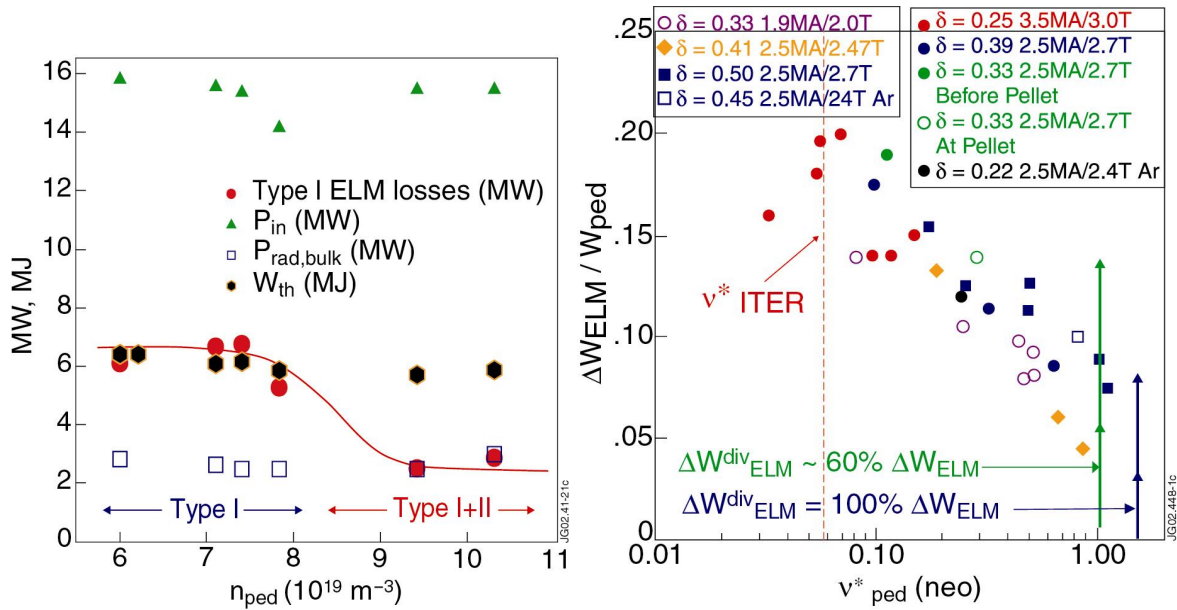 16
14
12
10
8
6
4
2
0
MW, MJ
Type I ELM losses (MW)
P_in (MW)
P_rad,bulk (MW)
W_th (MJ)
Type I
Type I+II
6
7
8
9
10
11
n_ped (10^19 m^–3)
JG02.41-21c
δ = 0.33 1.9MA/2.0T
δ = 0.41 2.5MA/2.47T
δ = 0.50 2.5MA/2.7T
δ = 0.45 2.5MA/24T Ar
δ = 0.25 3.5MA/3.0T
δ = 0.39 2.5MA/2.7T
δ = 0.33 2.5MA/2.7T
Before Pellet
δ = 0.33 2.5MA/2.7T
At Pellet
δ = 0.22 2.5MA/2.4T Ar
.25
.20
.15
.10
.05
0
ΔW_ELM / W_ped
ν* ITER
ΔW^div_ELM ~ 60% ΔW_ELM
ΔW^div_ELM = 100% ΔW_ELM
0.01
0.10
1.00
ν*_ped (neo)
JG02.448-1c